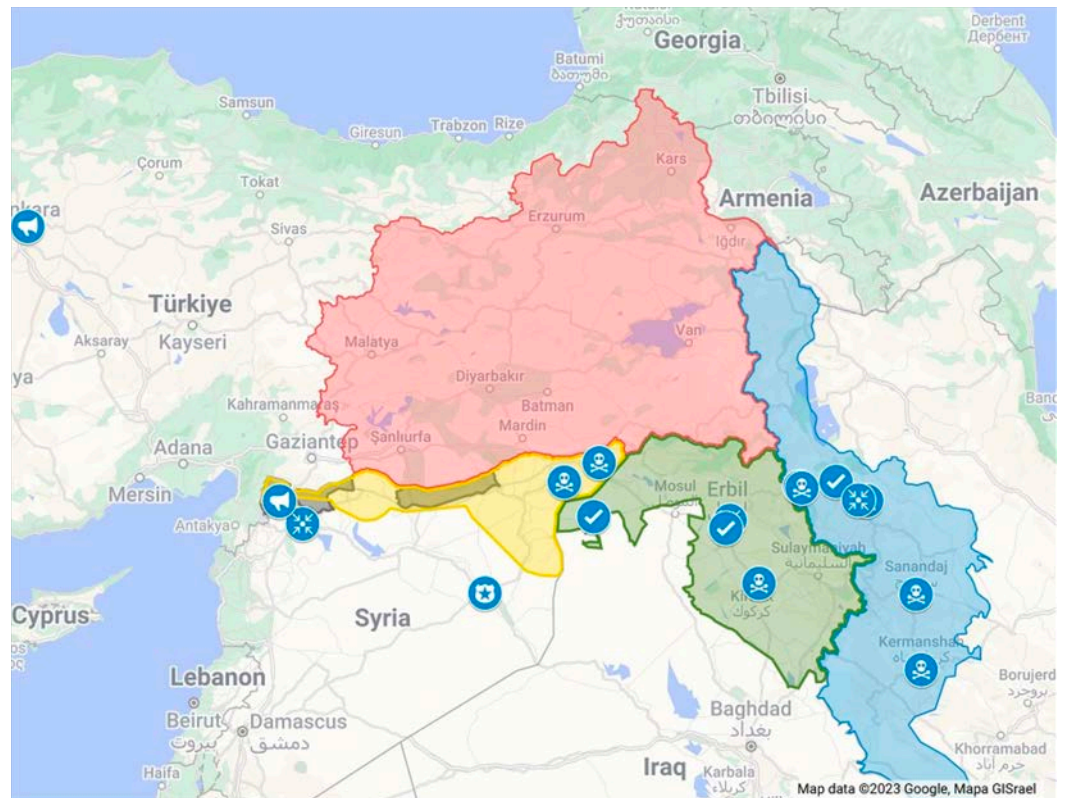 ქუთაისი
Georgia
Derbent
Дербент
Batumi
ბათუმი
Tbilisi
თბილისი
Samsun
Giresun
Trabzon
Rize
Kars
Çorum
Tokat
Armenia
Azerbaijan
Erzurum
Sivas
Iğdır
Türkiye
Aksaray
Kayseri
Malatya
Van
Diyarbakır
Batman
Kahramanmaraş
Mardin
Gaziantep
Şanlıurfa
Adana
Mersin
Mosul
Erbil
Antakya
Sulaymaniyah
السليمانية
Sanandaj
كركوك
Cyprus
Syria
Kermanshah
Lebanon
Borujerd
بروجرد
Beirut
بيروت
Damascus
دمشق
Baghdad
بغداد
Khorramabad
خرم آباد
Haifa
Iraq
Karbala
كربلاء
Map data ©2023 Google, Mapa GISrael